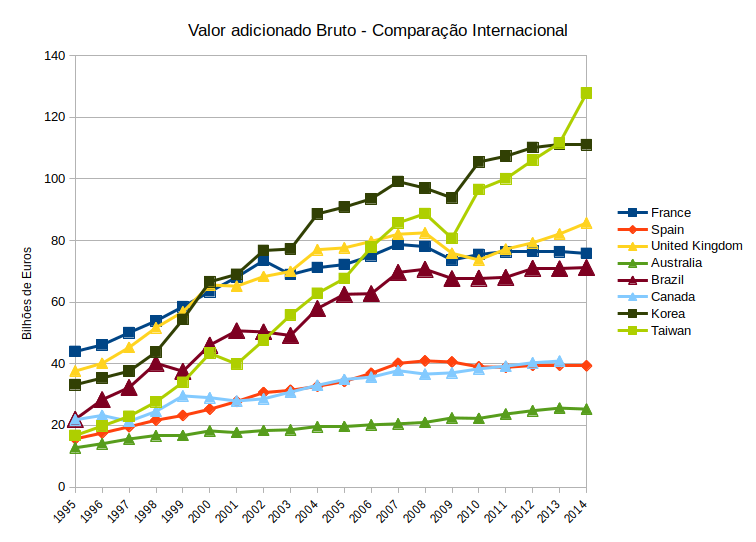 Valor adicionado Bruto - Comparação Internacional
140
120
100
80
60
40
20
0
Bilhões de Euros
1995
1996
1997
1998
1999
2000
2001
2002
2003
2004
2005
2006
2007
2008
2009
2010
2011
2012
2013
2014
France
Spain
United Kingdom
Australia
Brazil
Canada
Korea
Taiwan